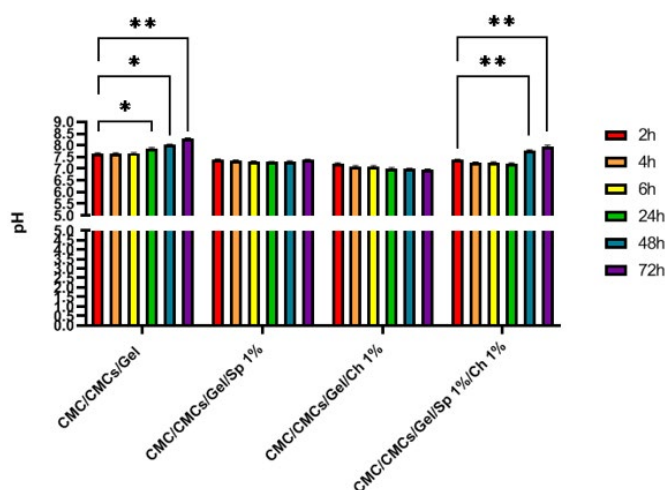 **
**
*
**
*
9.0
8.5
8.0
7.5
7.0
6.5
6.0
5.5
5.0
5.0
4.5
4.0
3.5
3.0
2.5
2.0
1.5
1.0
0.5
0.0
pH
CMC/CMCs/Gel
CMC/CMCs/Gel/Sp 1%
CMC/CMCs/Gel/Ch 1%
CMC/CMCs/Gel/Sp 1%/Ch 1%
2h
4h
6h
24h
48h
72h